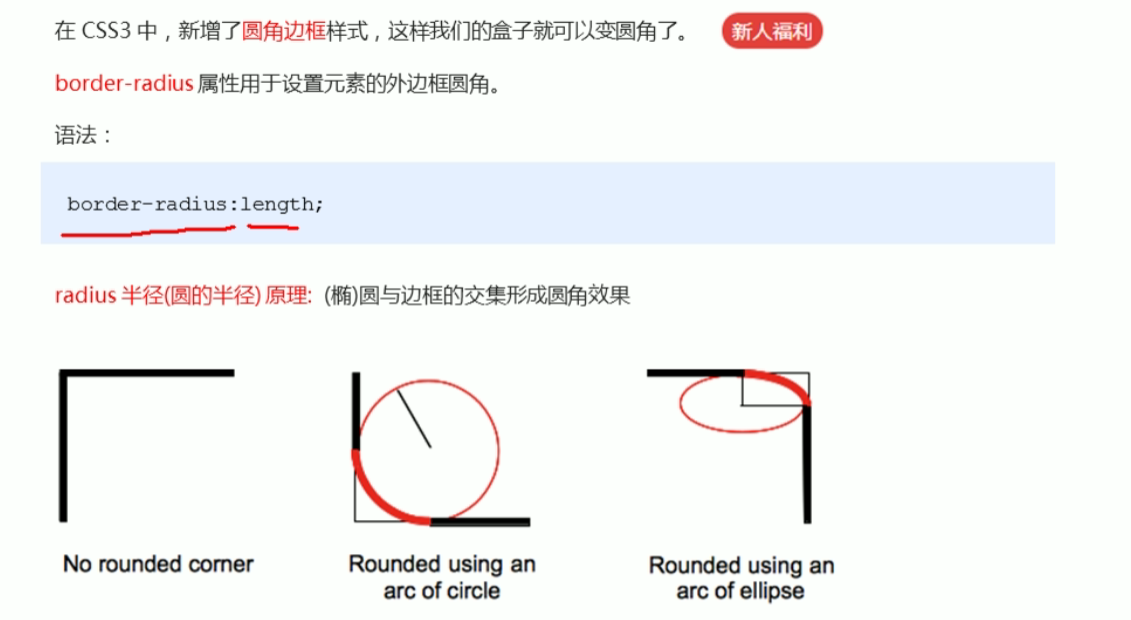 在 CSS3 中，新增了圆角边框样式，这样我们的盒子就可以变圆角了。 新人福利
border-radius 属性用于设置元素的外边框圆角。
语法：
border-radius:length;
radius 半径(圆的半径) 原理: (椭)圆与边框的交集形成圆角效果
No rounded corner
Rounded using an
arc of circle
Rounded using an
arc of ellipse